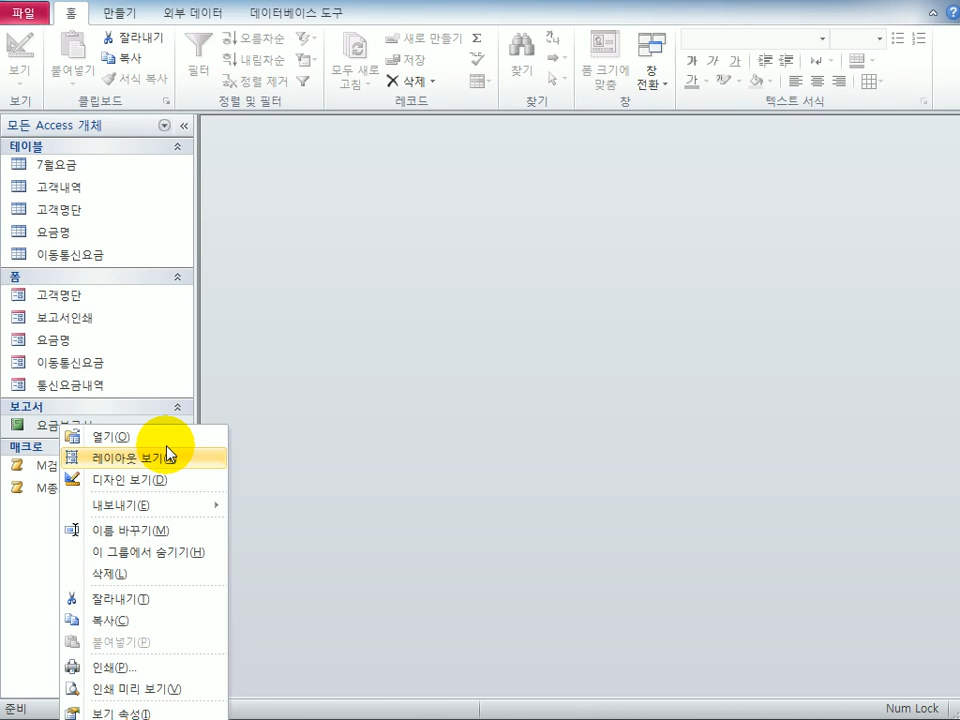 파일 홈 만들기 외부 데이터 데이터베이스 도구
보기
보기
붙여넣기
잘라내기
복사
서식 복사
클립보드
필터
오름차순
내림차순
정렬 제거
정렬 및 필터
모두 새로
고침
새로 만들기
저장
삭제
레코드
찾기
찾기
폼 크기에
맞춤
창
전환
창
가 가 가
가
텍스트 서식
모든 Access 개체
테이블
7월요금
고객내역
고객명단
요금명
이동통신요금
폼
고객명단
보고서인쇄
요금명
이동통신요금
통신요금내역
보고서
매크로
열기(O)
레이아웃 보기
디자인 보기(D)
내보내기(E)
이름 바꾸기(M)
이 그룹에서 숨기기(H)
삭제(L)
잘라내기(T)
복사(C)
붙여넣기(P)
인쇄(P)...
인쇄 미리 보기(V)
보기 속성(I)
준비
Num Lock